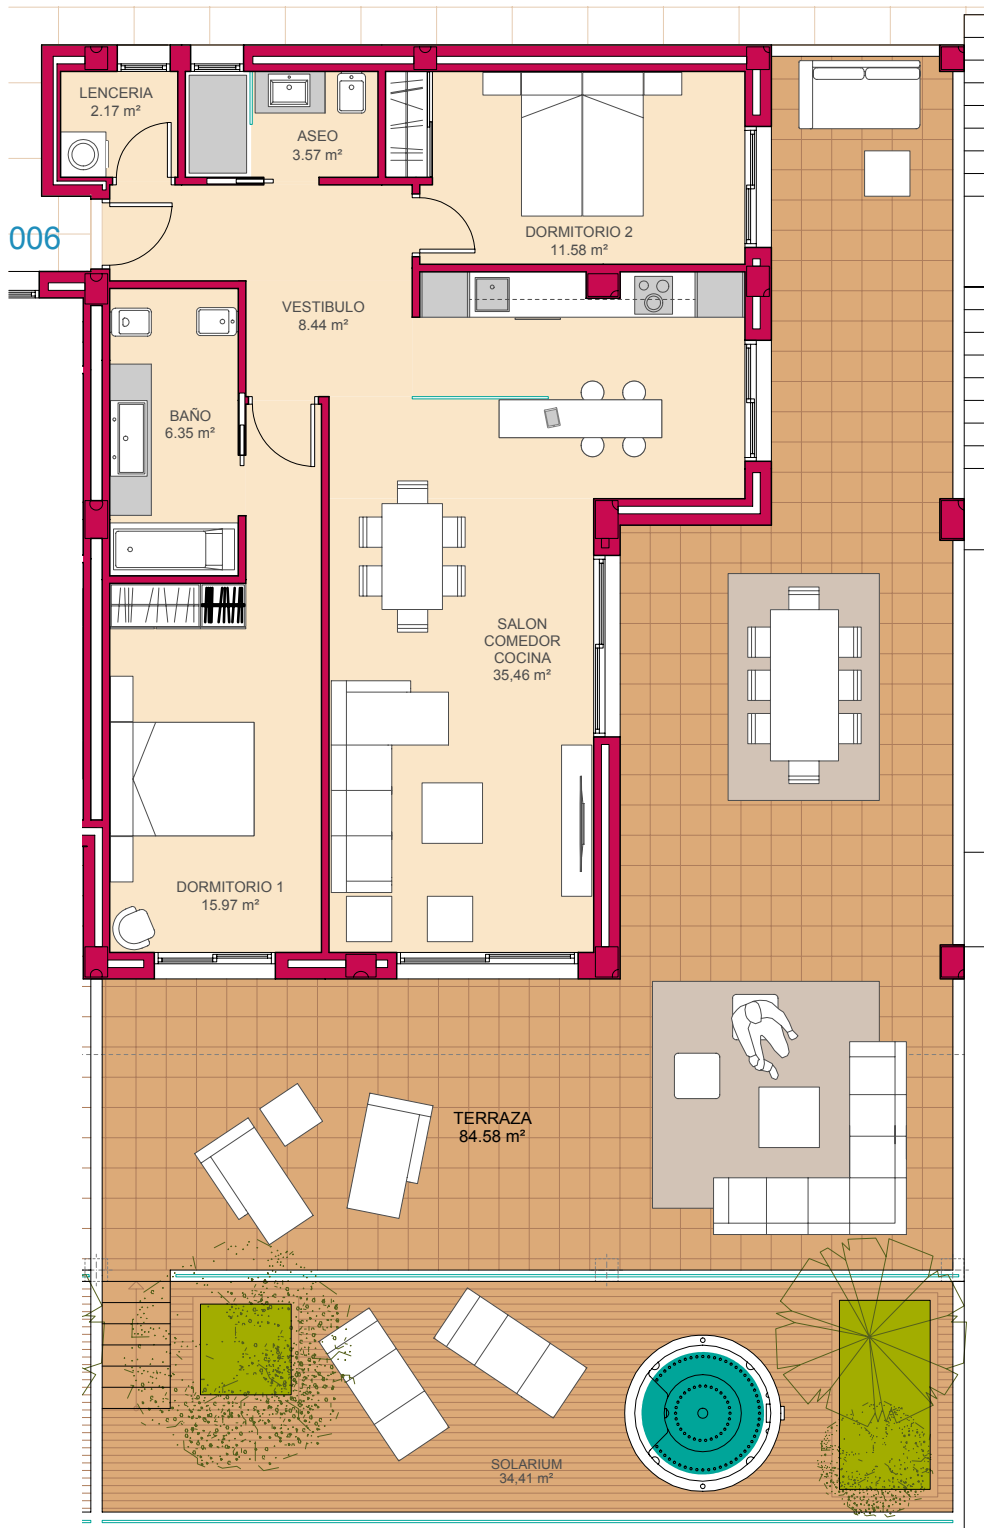 LENCERIA
2.17 m²
ASEO
3.57 m²
DORMITORIO 2
11.58 m²
006
VESTIBULO
8.44 m²
BAÑO
6.35 m²
SALON
COMEDOR
COCINA
35,46 m²
DORMITORIO 1
15.97 m²
TERRAZA
84.58 m²
SOLARIUM
34,41 m²